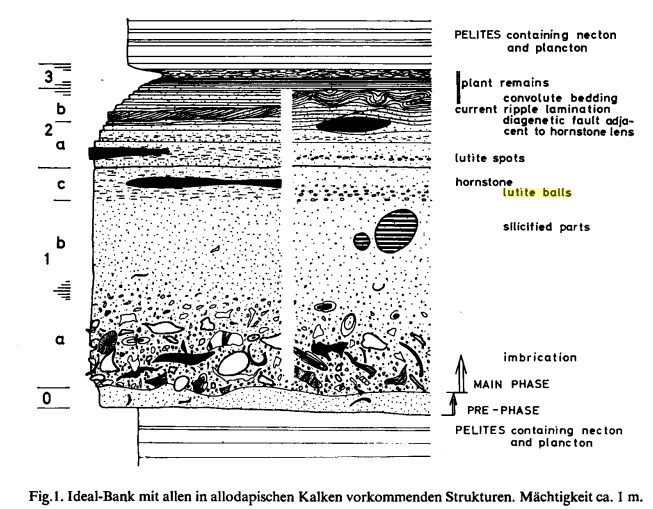 PELITES containing necton
and plancton
3
plant remains
convolute bedding
b
current ripple lamination
2
diagenetic fault adja-
cent to hornstone lens
a
lutite spots
c
hornstone
lutite balls
silicified parts
b
1
a
imbrication
MAIN PHASE
0
PRE-PHASE
PELITES containing necton
and plancton
Fig.1. Ideal-Bank mit allen in allodapischen Kalken vorkommenden Strukturen. Mächtigkeit ca. 1 m.